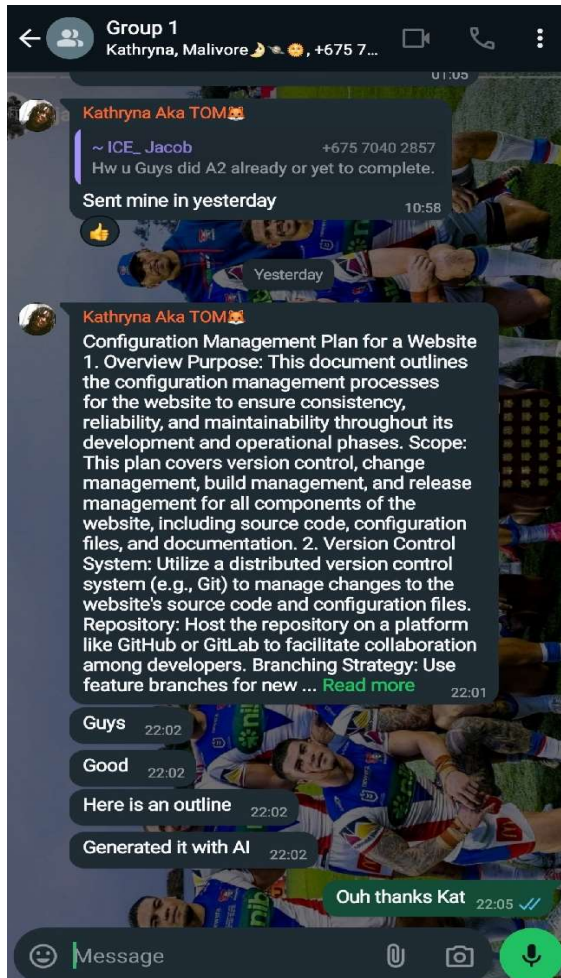 Group 1
Kathryna, Malivore🌛🛰️🌞, +675 7...
01:05
Kathryna Aka TOM🦊
~ ICE_ Jacob +675 7040 2857
Hw u Guys did A2 already or yet to complete.
Sent mine in yesterday 10:58
👍
Yesterday
Kathryna Aka TOM🦊
Configuration Management Plan for a Website
1. Overview Purpose: This document outlines
the configuration management processes
for the website to ensure consistency,
reliability, and maintainability throughout its
development and operational phases. Scope:
This plan covers version control, change
management, build management, and release
management for all components of the
website, including source code, configuration
files, and documentation. 2. Version Control
System: Utilize a distributed version control
system (e.g., Git) to manage changes to the
website's source code and configuration files.
Repository: Host the repository on a platform
like GitHub or GitLab to facilitate collaboration
among developers. Branching Strategy: Use
feature branches for new ... Read more 22:01
Guys 22:02
Good 22:02
Here is an outline 22:02
Generated it with AI 22:02
Ouh thanks Kat 22:05
Message
nib
nib